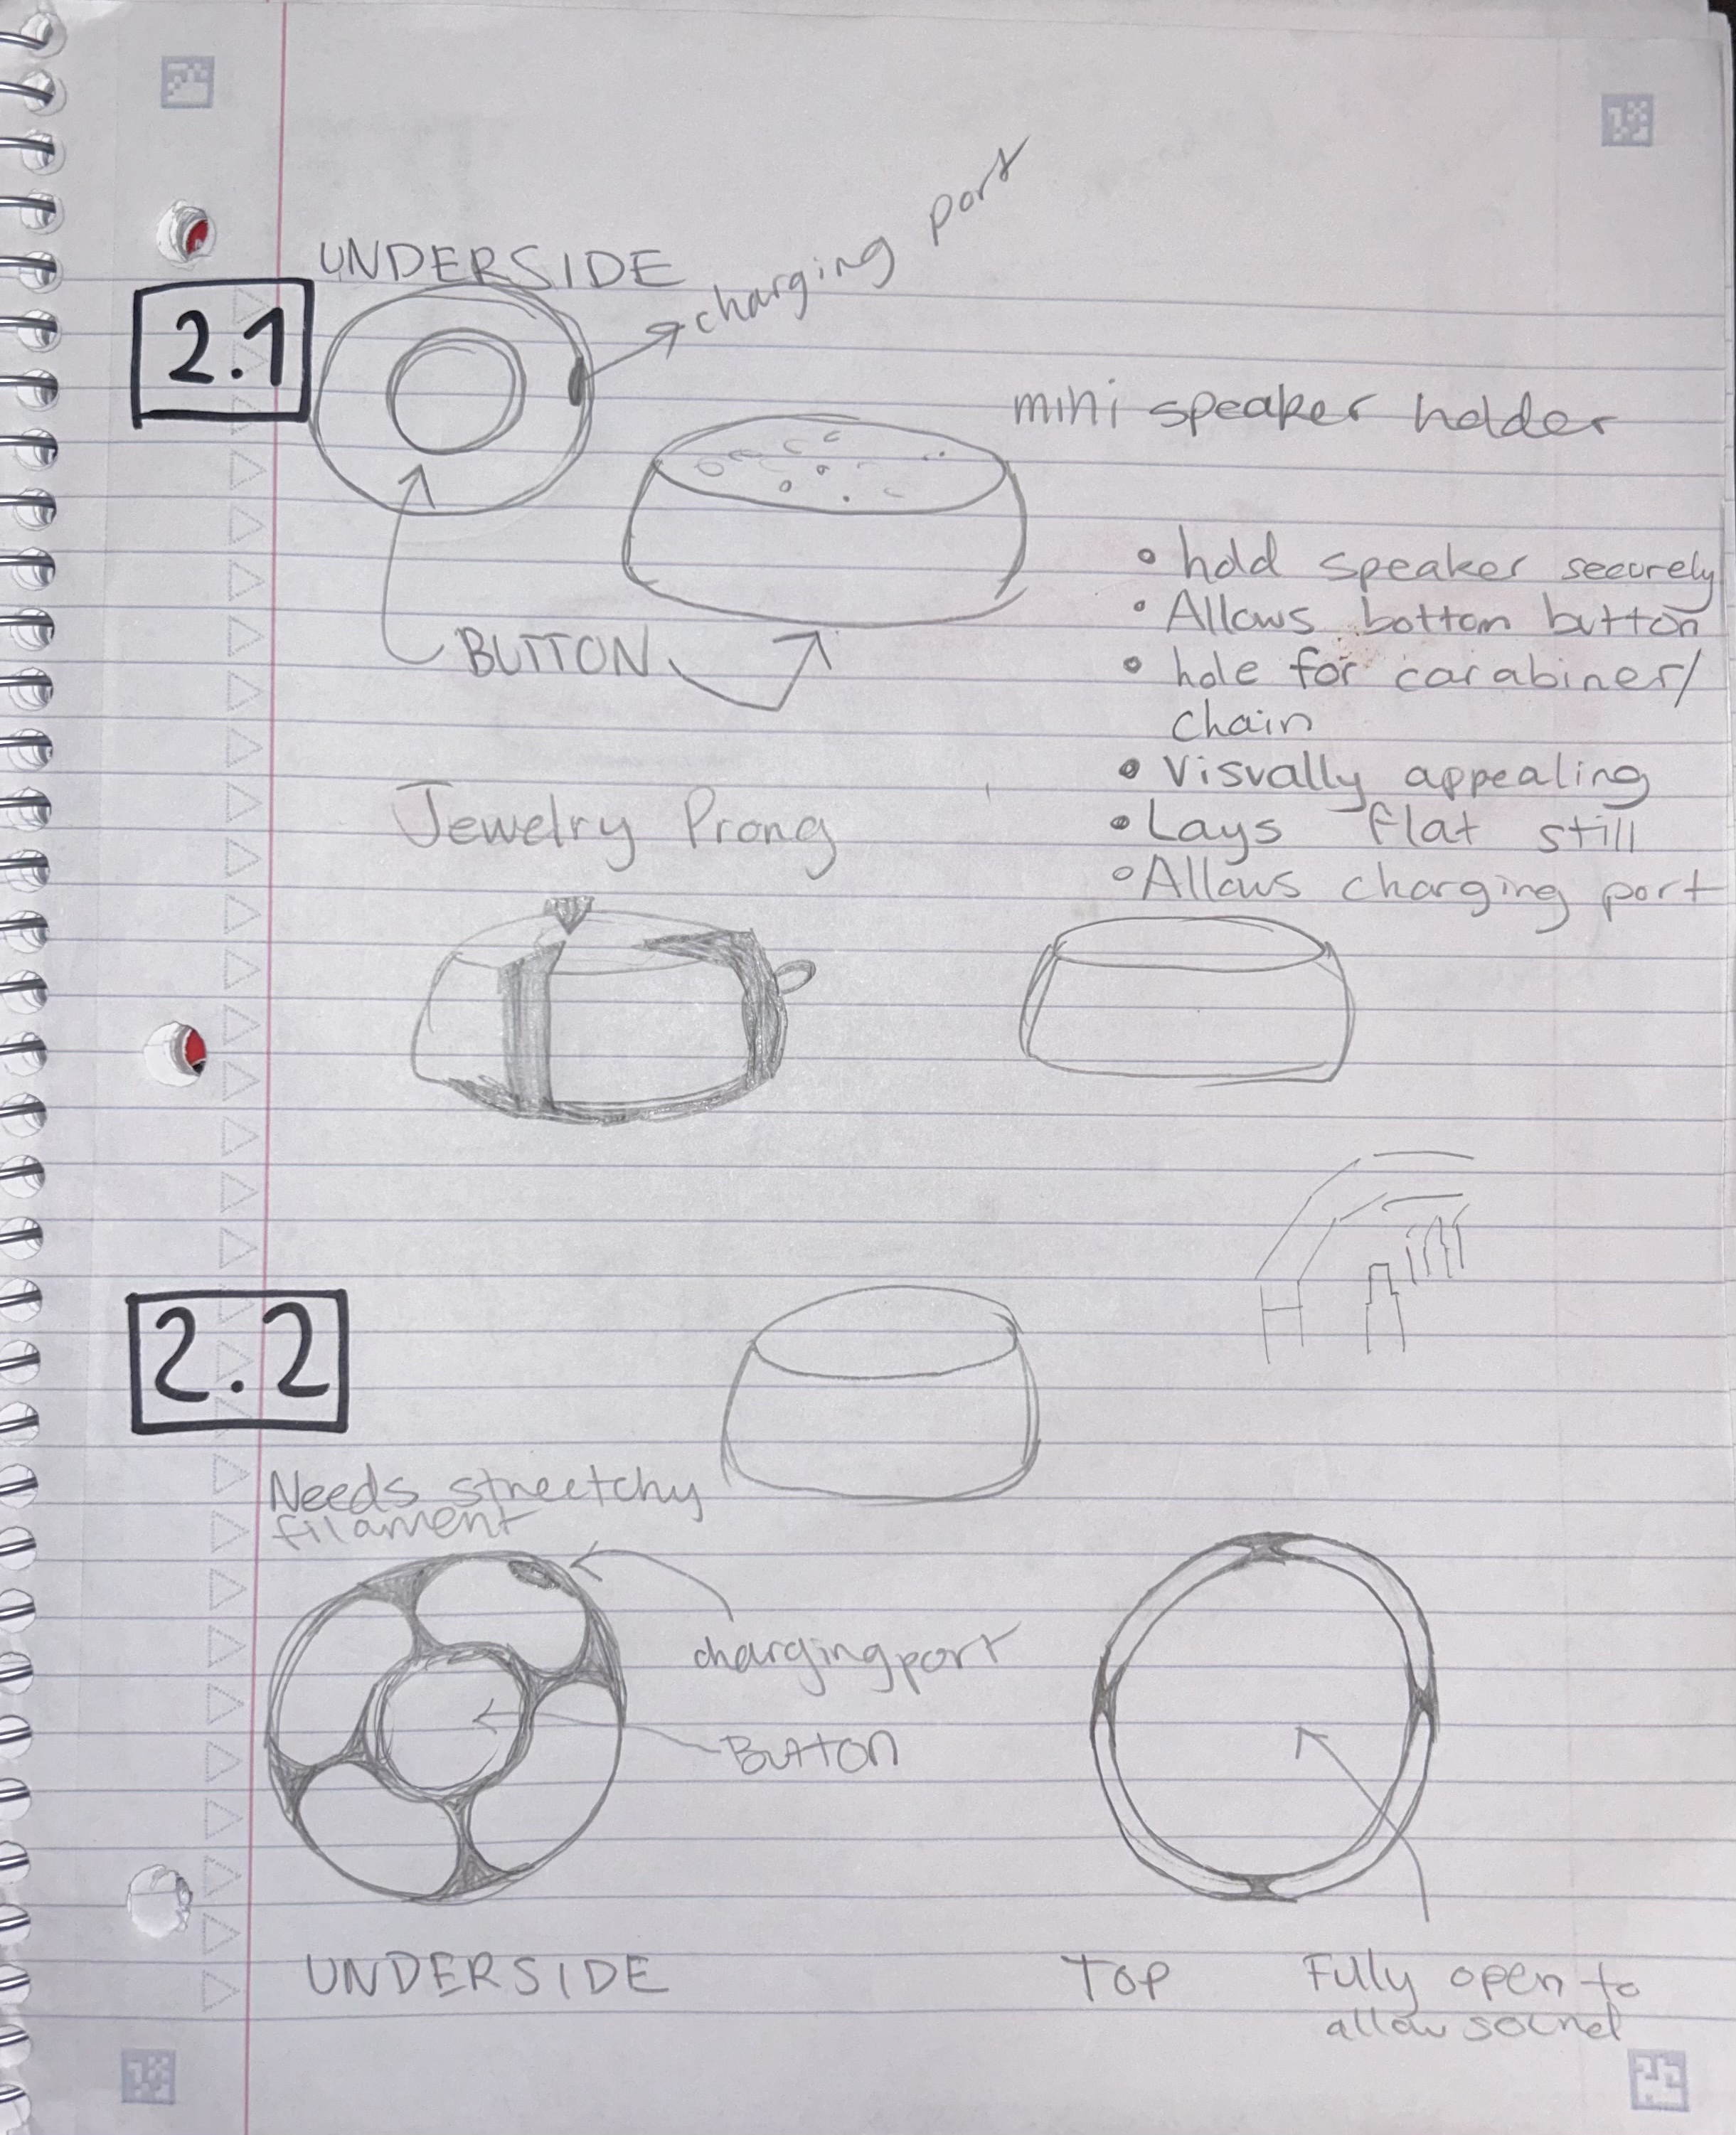 UNDERSIDE
charging port
2.1
mini speaker holder
• hold speaker securely
• Allows bottom button
• hole for carabiner/
chain
• Visually appealing
• Lays flat still
• Allows charging port
BUTTON
Jewelry Prong
2.2
Needs streetchy
filament
charging port
Button
UNDERSIDE
TOP
Fully open to
allow sound